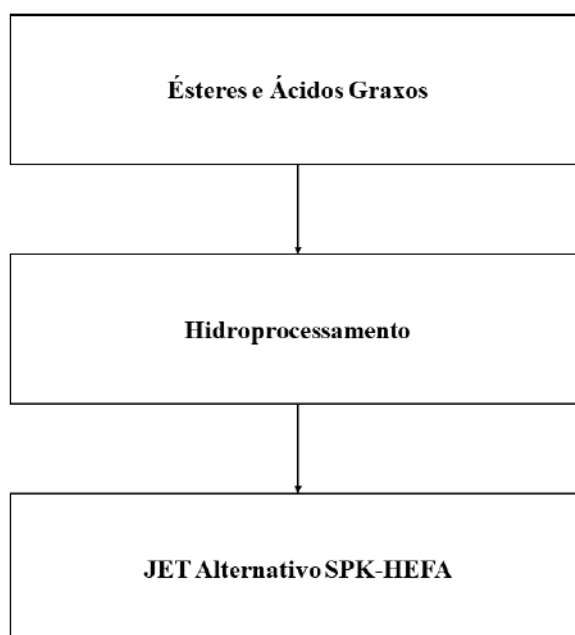 Ésteres e Ácidos Graxos
Hidroprocessamento
JET Alternativo SPK-HEFA